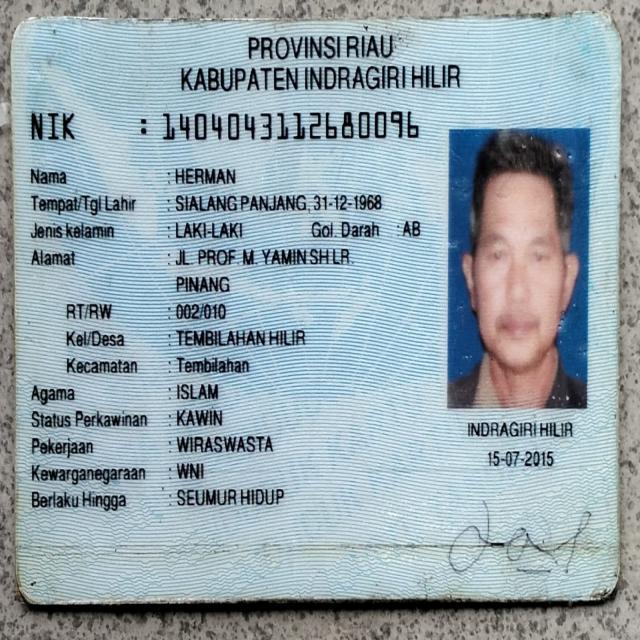 PROVINSI RIAU
KABUPATEN INDRAGIRI HILIR
NIK : 1404043112680096
Nama : HERMAN
Tempat/Tgl Lahir : SIALANG PANJANG, 31-12-1968
Jenis kelamin : LAKI-LAKI Gol. Darah : AB
Alamat : JL. PROF M. YAMIN SH LR.
PINANG
RT/RW : 002/010
Kel/Desa : TEMBILAHAN HILIR
Kecamatan : Tembilahan
Agama : ISLAM
Status Perkawinan : KAWIN
Pekerjaan : WIRASWASTA
Kewarganegaraan : WNI
Berlaku Hingga : SEUMUR HIDUP
INDRAGIRI HILIR
15-07-2015